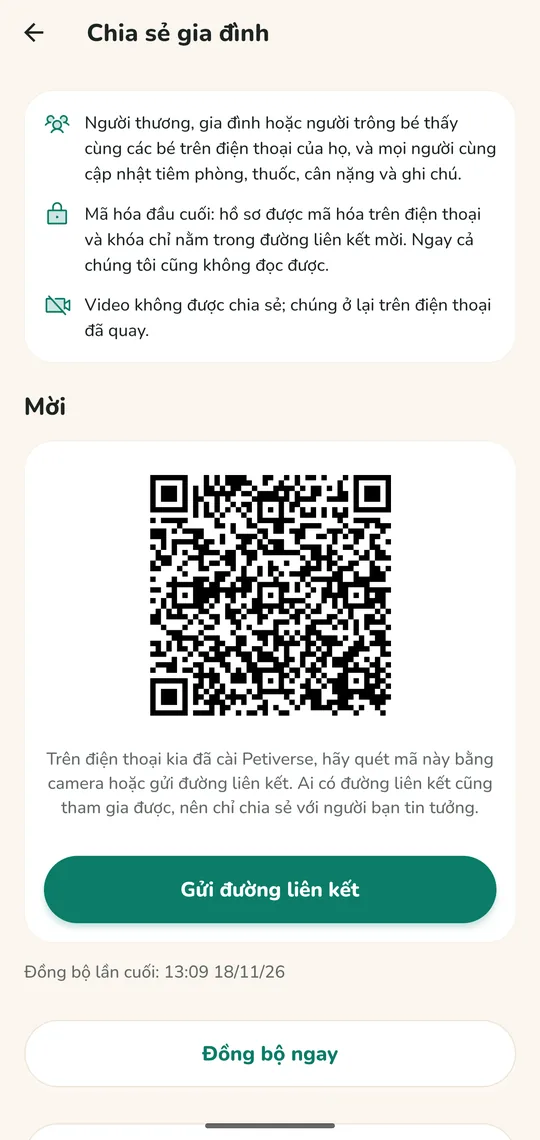 Chia sẻ gia đình
Người thương, gia đình hoặc người trông bé thấy
cùng các bé trên điện thoại của họ, và mọi người cùng
cập nhật tiêm phòng, thuốc, cân nặng và ghi chú.
Mã hóa đầu cuối: hồ sơ được mã hóa trên điện thoại
và khóa chỉ nằm trong đường liên kết mời. Ngay cả
chúng tôi cũng không đọc được.
Video không được chia sẻ; chúng ở lại trên điện thoại
đã quay.
Mời
Trên điện thoại kia đã cài Petiverse, hãy quét mã này bằng
camera hoặc gửi đường liên kết. Ai có đường liên kết cũng
tham gia được, nên chỉ chia sẻ với người bạn tin tưởng.
Gửi đường liên kết
Đồng bộ lần cuối: 13:09 18/11/26
Đồng bộ ngay